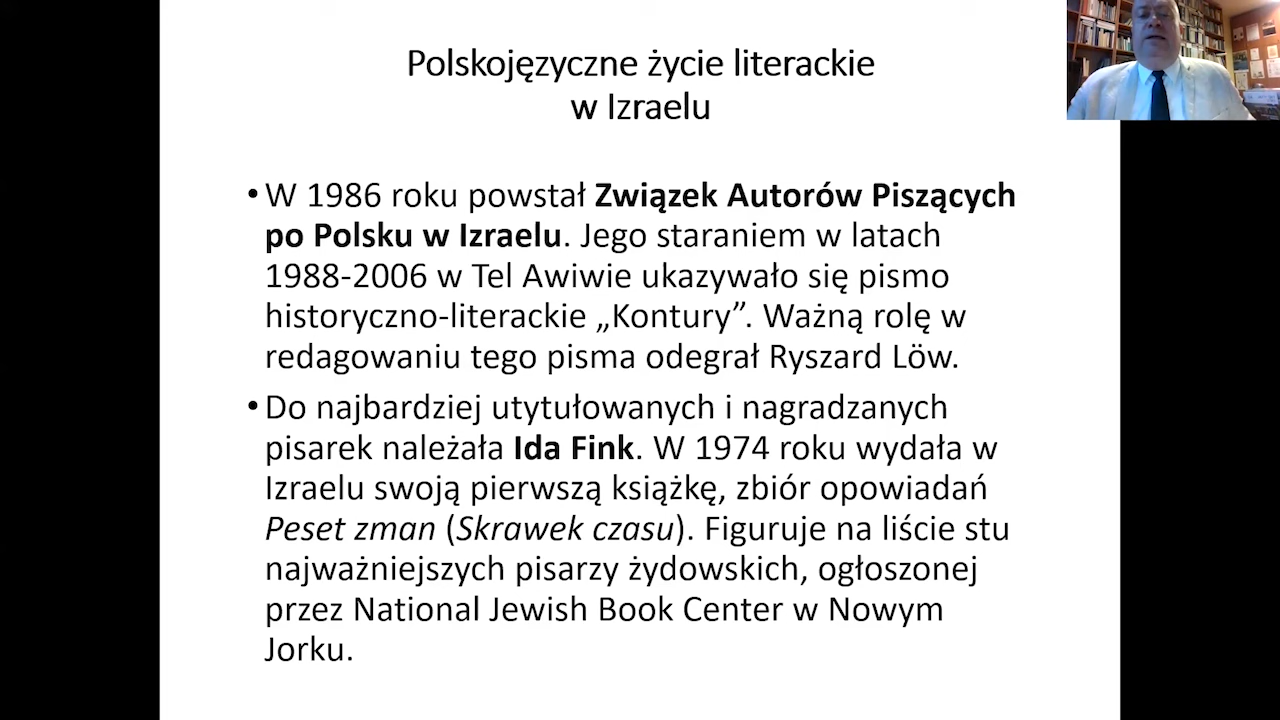 Polskojęzyczne życie literackie
w Izraelu
• W 1986 roku powstał Związek Autorów Piszących
po Polsku w Izraelu. Jego staraniem w latach
1988-2006 w Tel Awiwie ukazywało się pismo
historyczno-literackie „Kontury”. Ważną rolę w
redagowaniu tego pisma odegrał Ryszard Löw.
• Do najbardziej utytułowanych i nagradzanych
pisarek należała Ida Fink. W 1974 roku wydała w
Izraelu swoją pierwszą książkę, zbiór opowiadań
Peset zman (Skrawek czasu). Figuruje na liście stu
najważniejszych pisarzy żydowskich, ogłoszonej
przez National Jewish Book Center w Nowym
Jorku.